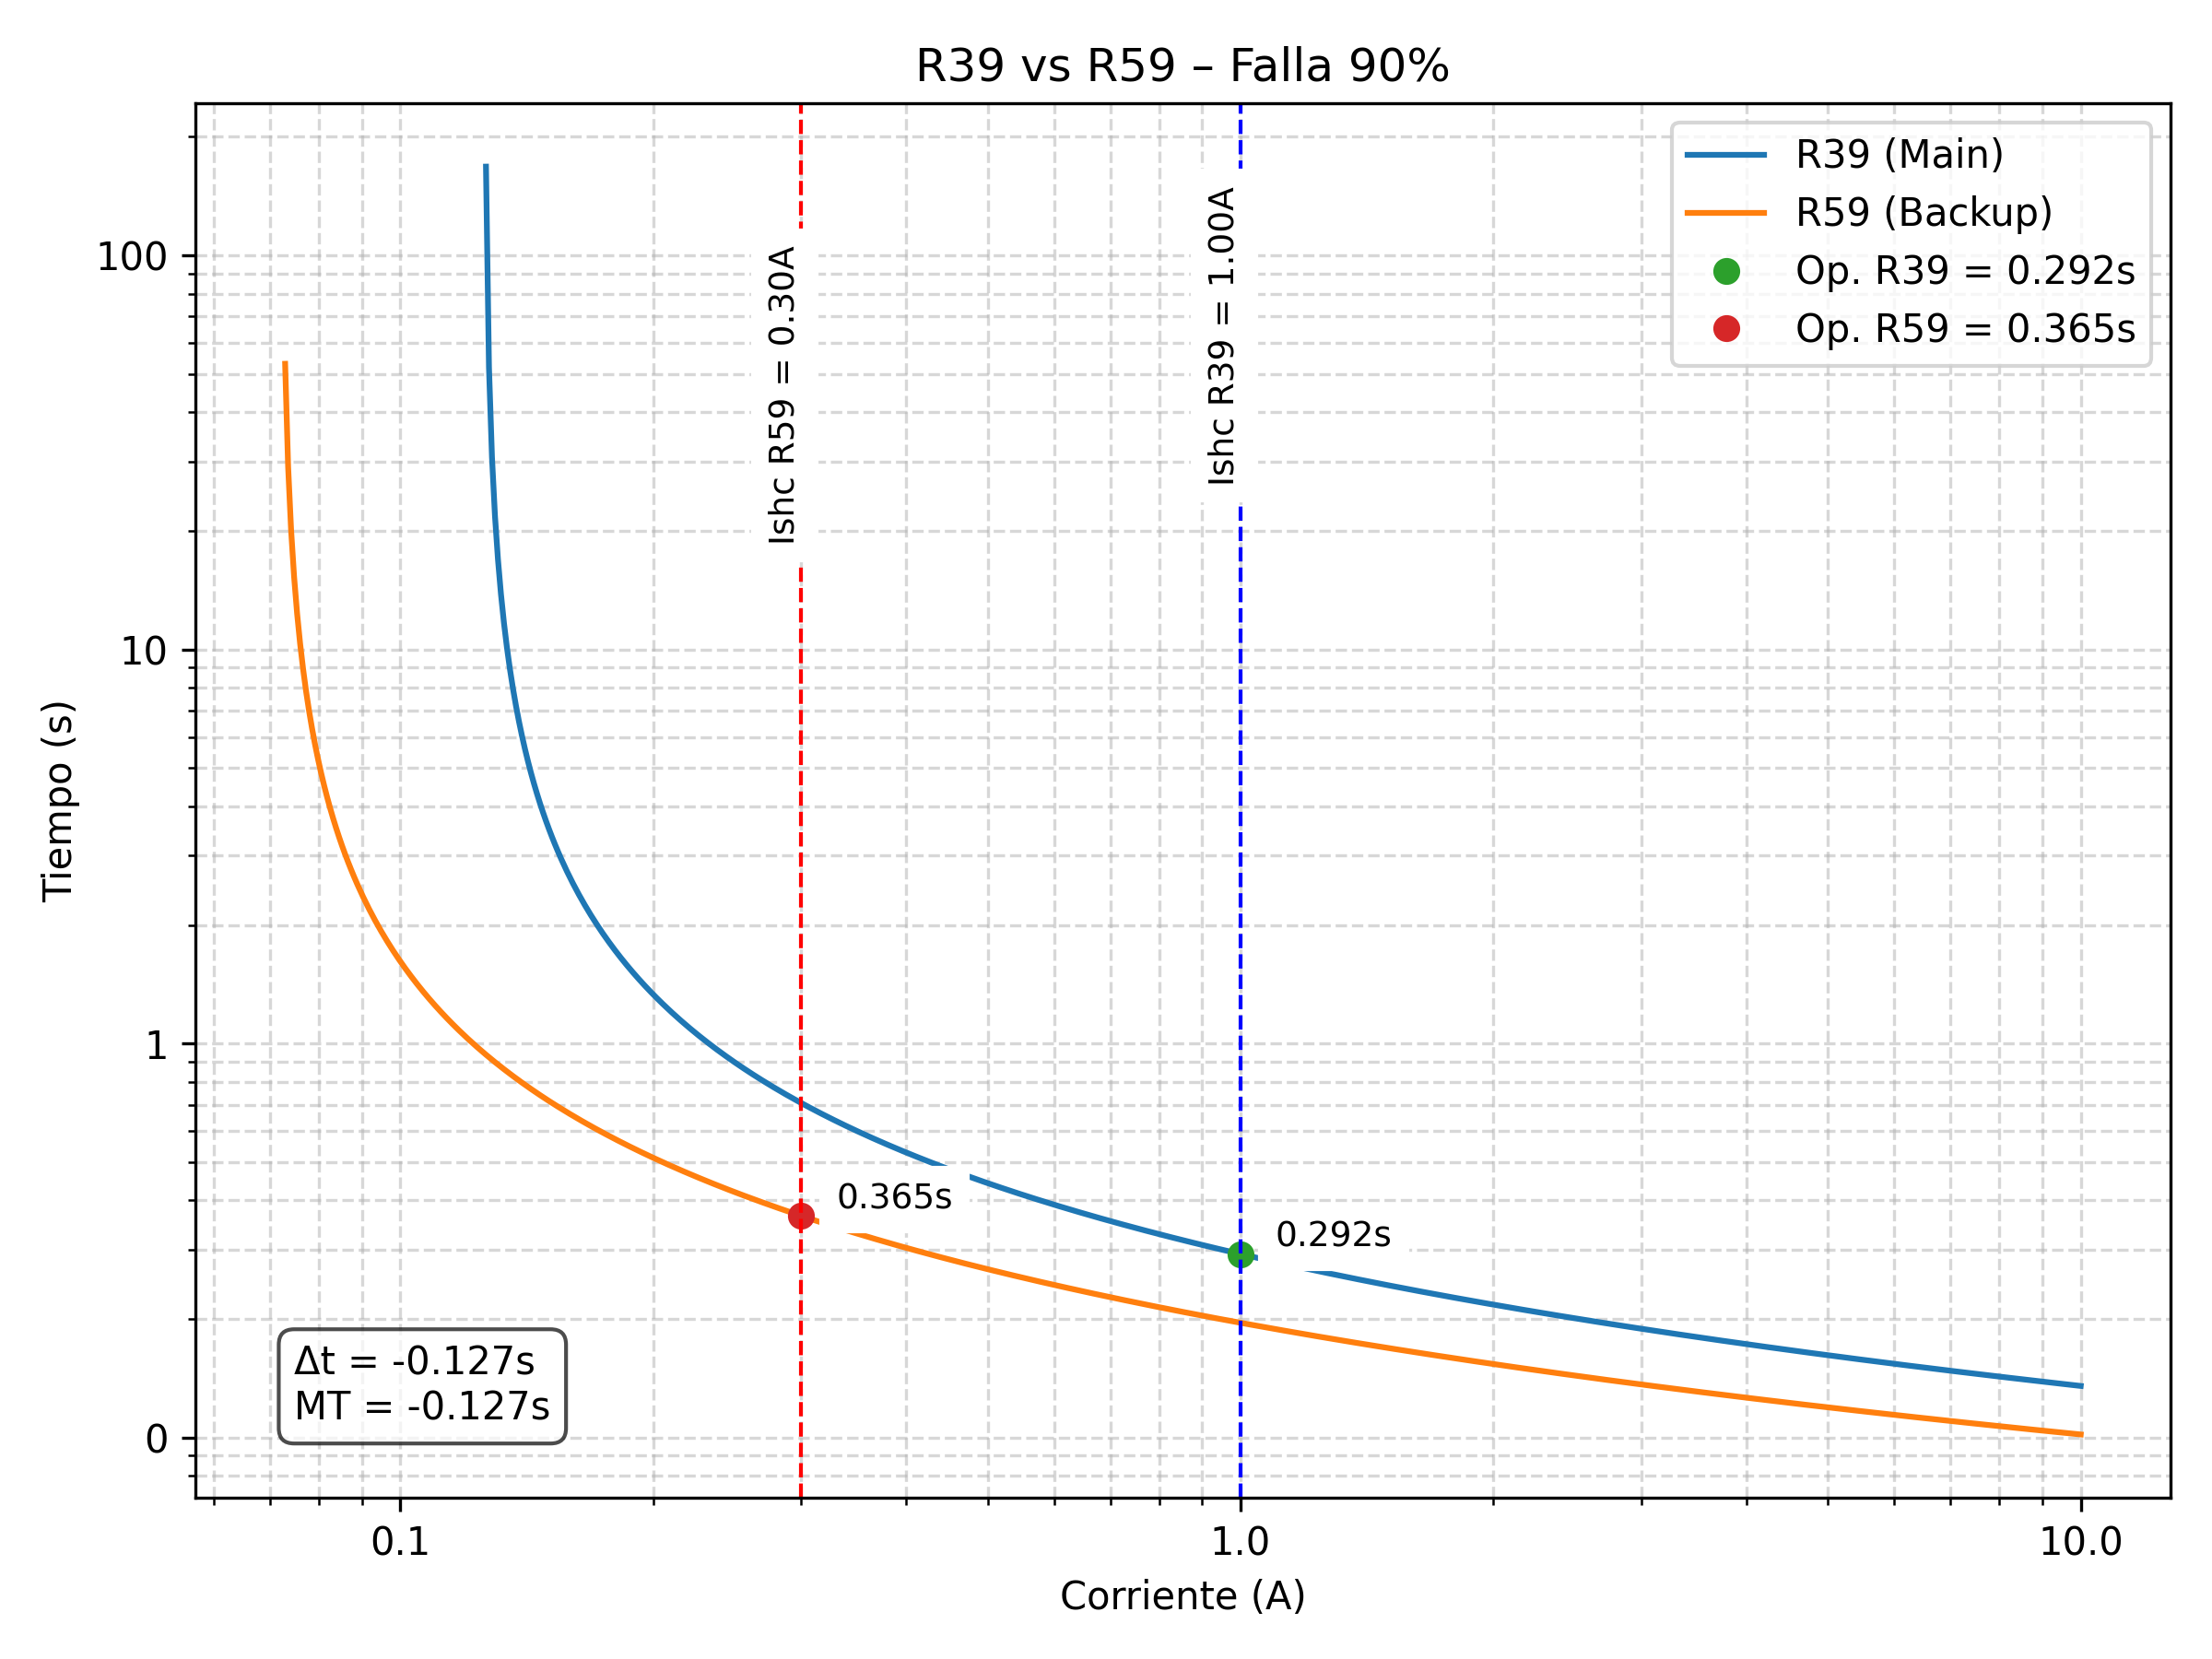 R39 vs R59 – Falla 90%
R39 (Main)
R59 (Backup)
Op. R39 = 0.292s
Op. R59 = 0.365s
Ishc R59 = 0.30A
Ishc R39 = 1.00A
100
10
1
0
Tiempo (s)
0.365s
0.292s
Δt = -0.127s
MT = -0.127s
0.1
1.0
10.0
Corriente (A)